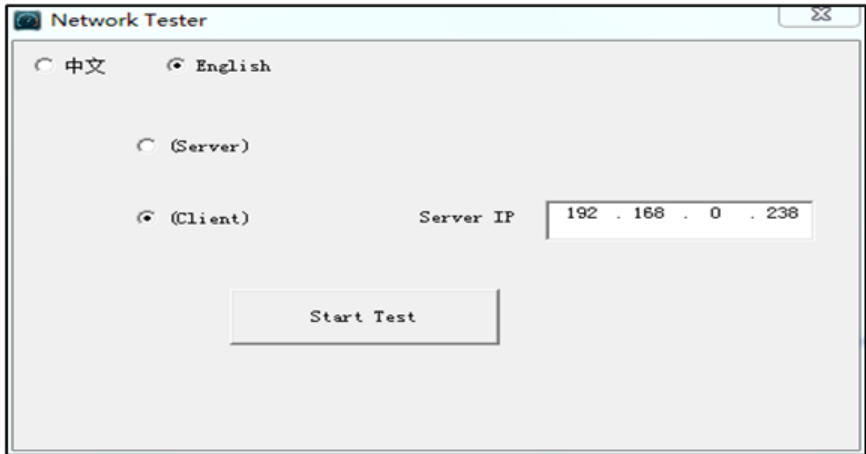 Network Tester
中文 English
(Server)
(Client) Server IP 192 . 168 . 0 . 238
Start Test